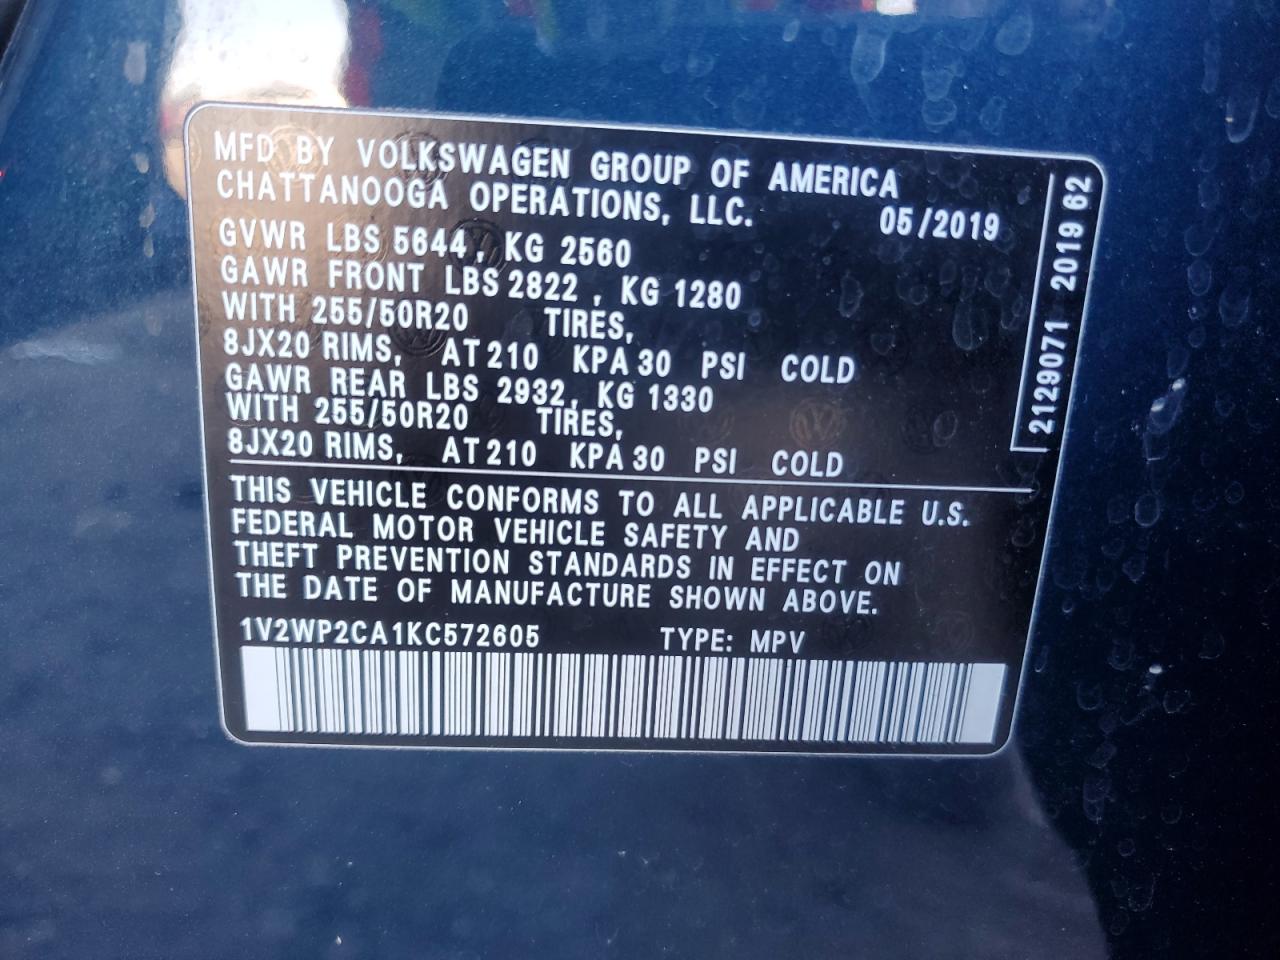 MFD BY VOLKSWAGEN GROUP OF AMERICA
CHATTANOOGA OPERATIONS, LLC. 05/2019
GVWR LBS 5644, KG 2560
GAWR FRONT LBS 2822, KG 1280
WITH 255/50R20 TIRES,
8JX20 RIMS, AT 210 KPA 30 PSI COLD
GAWR REAR LBS 2932, KG 1330
WITH 255/50R20 TIRES,
8JX20 RIMS, AT 210 KPA 30 PSI COLD
THIS VEHICLE CONFORMS TO ALL APPLICABLE U.S.
FEDERAL MOTOR VEHICLE SAFETY AND
THEFT PREVENTION STANDARDS IN EFFECT ON
THE DATE OF MANUFACTURE SHOWN ABOVE.
1V2WP2CA1KC572605 TYPE: MPV
2129071 2019 62